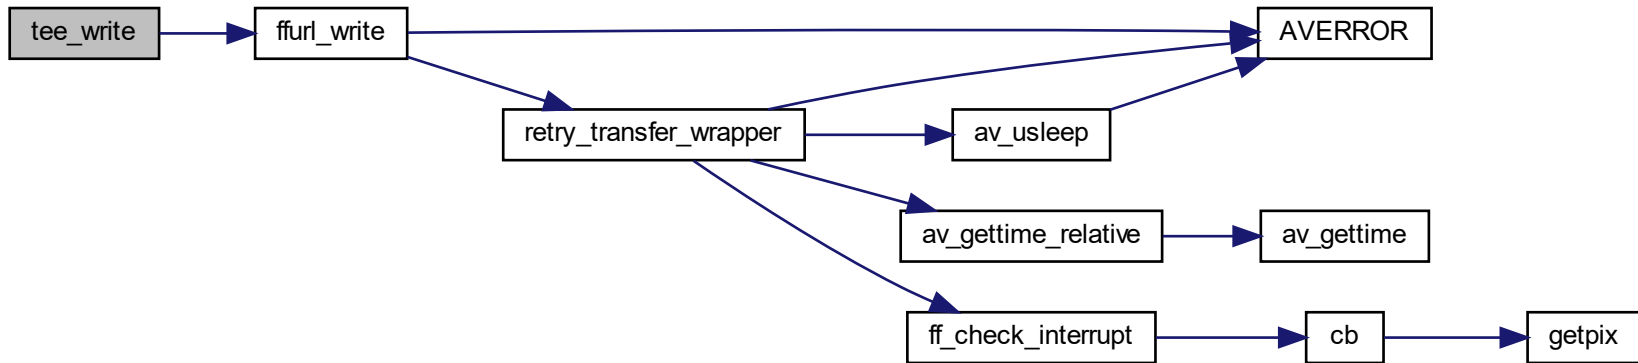 tee_write
ffurl_write
AVERROR
retry_transfer_wrapper
av_usleep
av_gettime_relative
av_gettime
ff_check_interrupt
cb
getpix